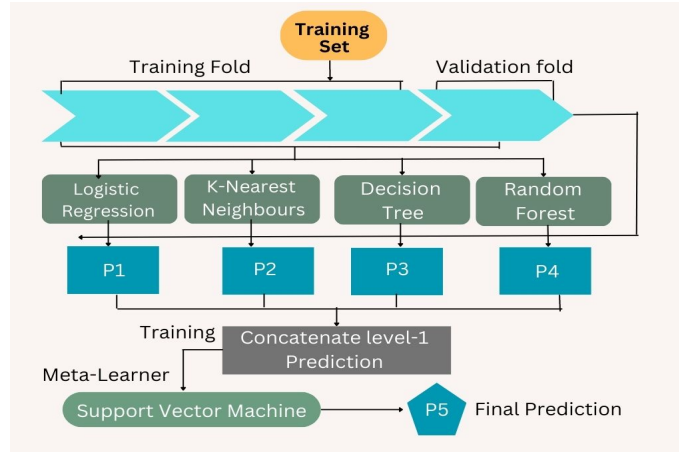 Training
Set
Training Fold
Validation fold
Logistic
Regression
K-Nearest
Neighbours
Decision
Tree
Random
Forest
P1
P2
P3
P4
Training
Concatenate level-1
Prediction
Meta-Learner
Support Vector Machine
P5
Final Prediction